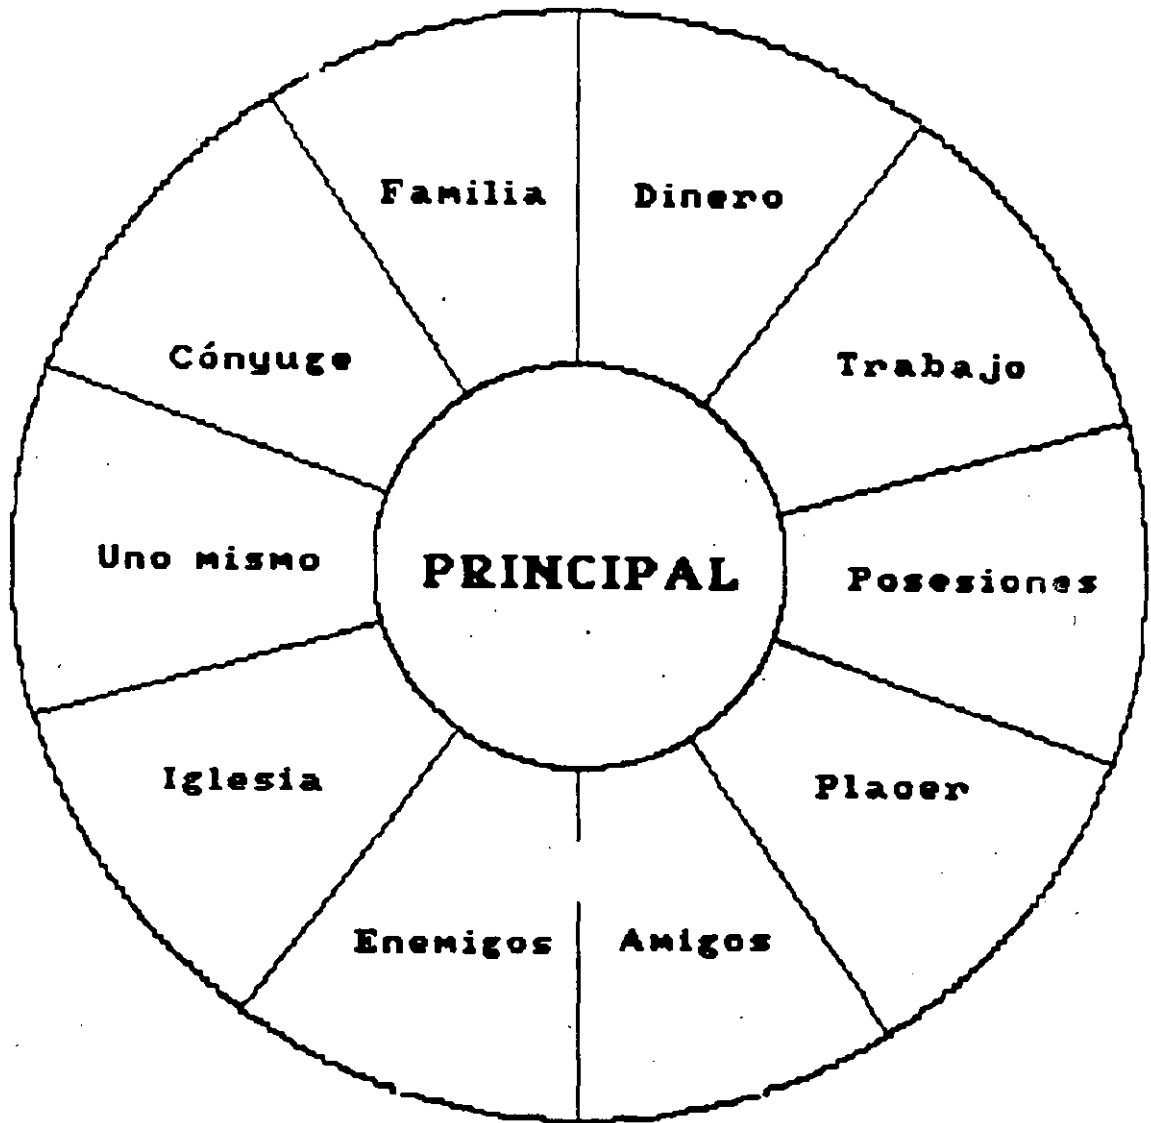 Familia
Dinero
Cónyuge
Trabajo
Uno mismo
PRINCIPAL
Posesiones
Iglesia
Placer
Enemigos
Amigos